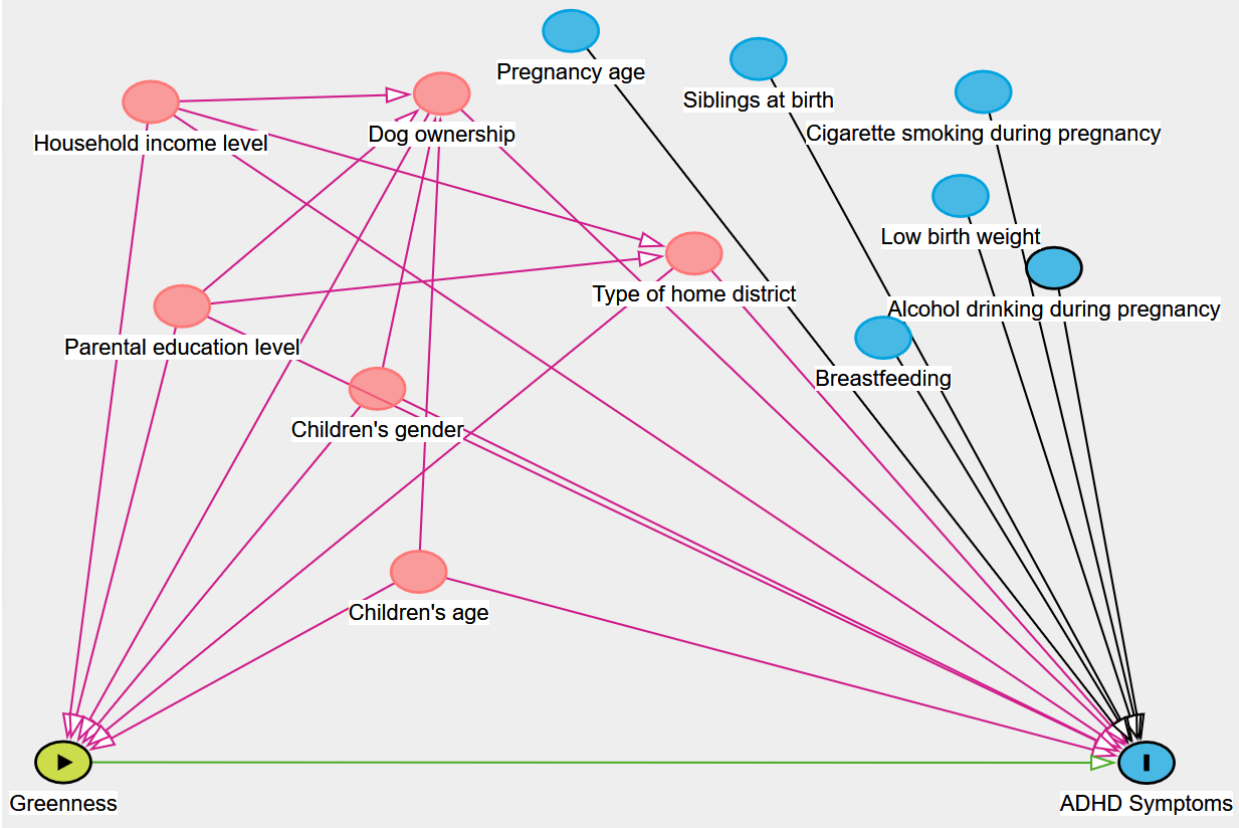 Pregnancy age
Siblings at birth
Household income level
Dog ownership
Cigarette smoking during pregnancy
Low birth weight
Type of home district
Alcohol drinking during pregnancy
Parental education level
Breastfeeding
Children's gender
Children's age
Greenness
ADHD Symptoms